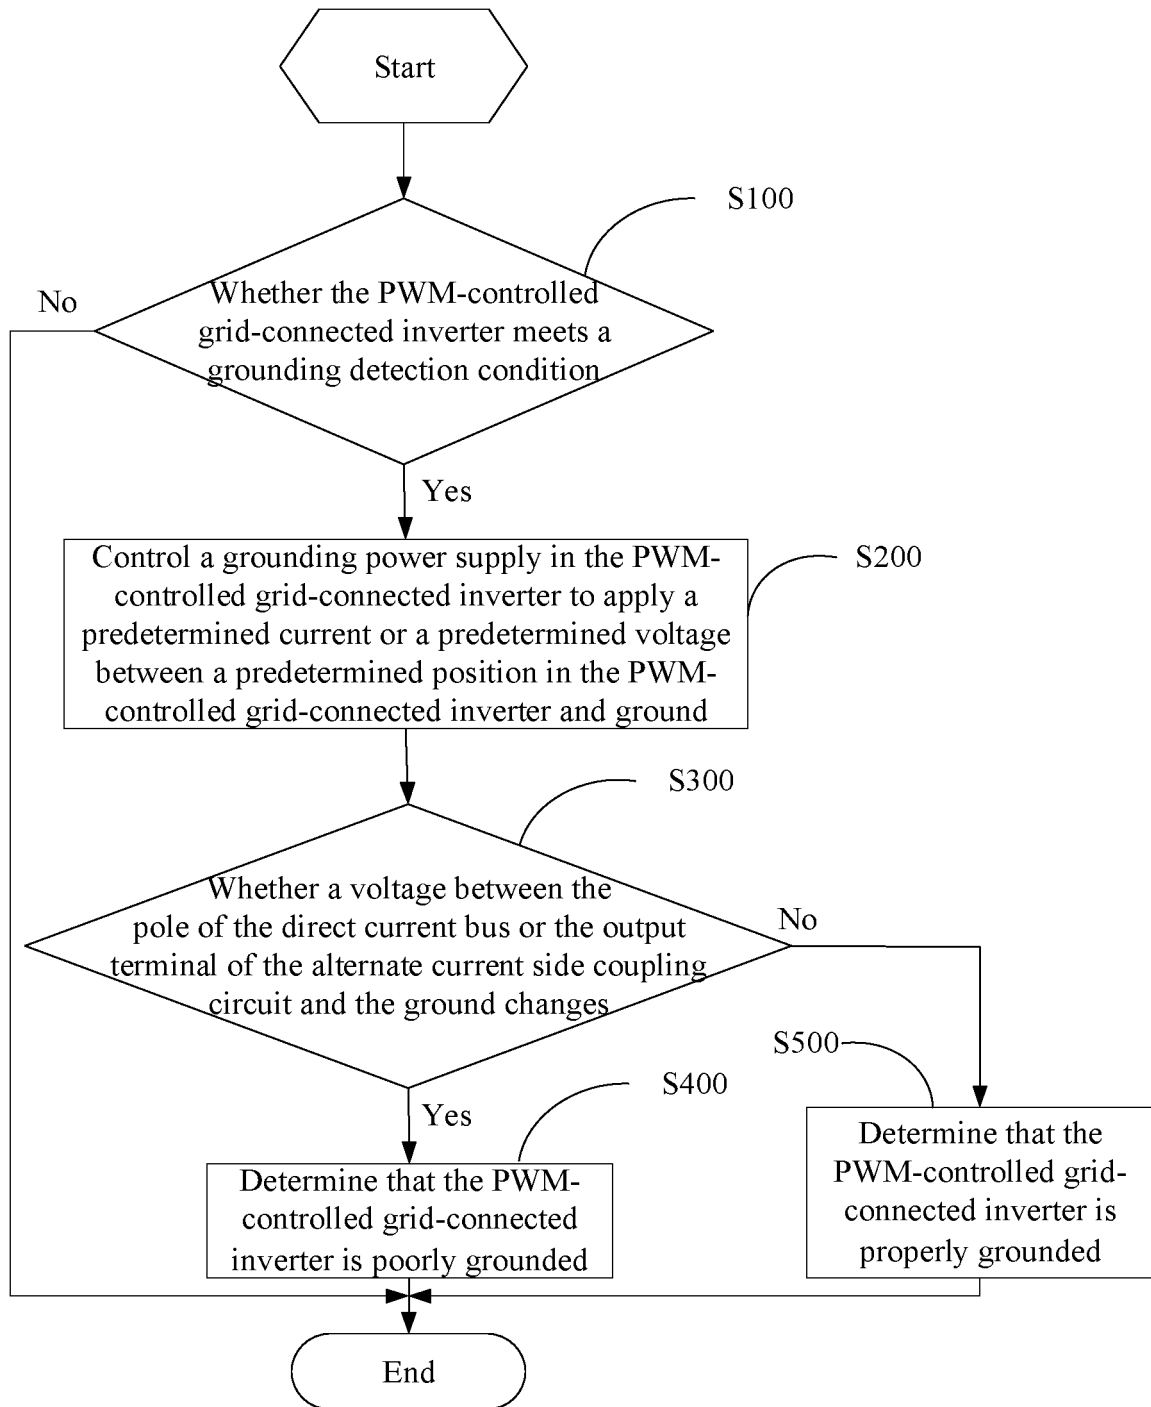 Start
S100
No
Whether the PWM-controlled
grid-connected inverter meets a
grounding detection condition
Yes
S200
Control a grounding power supply in the PWM-
controlled grid-connected inverter to apply a
predetermined current or a predetermined voltage
between a predetermined position in the PWM-
controlled grid-connected inverter and ground
S300
Whether a voltage between the
pole of the direct current bus or the output
terminal of the alternate current side coupling
circuit and the ground changes
No
Yes
S400
Determine that the PWM-
controlled grid-connected
inverter is poorly grounded
S500
Determine that the
PWM-controlled grid-
connected inverter is
properly grounded
End